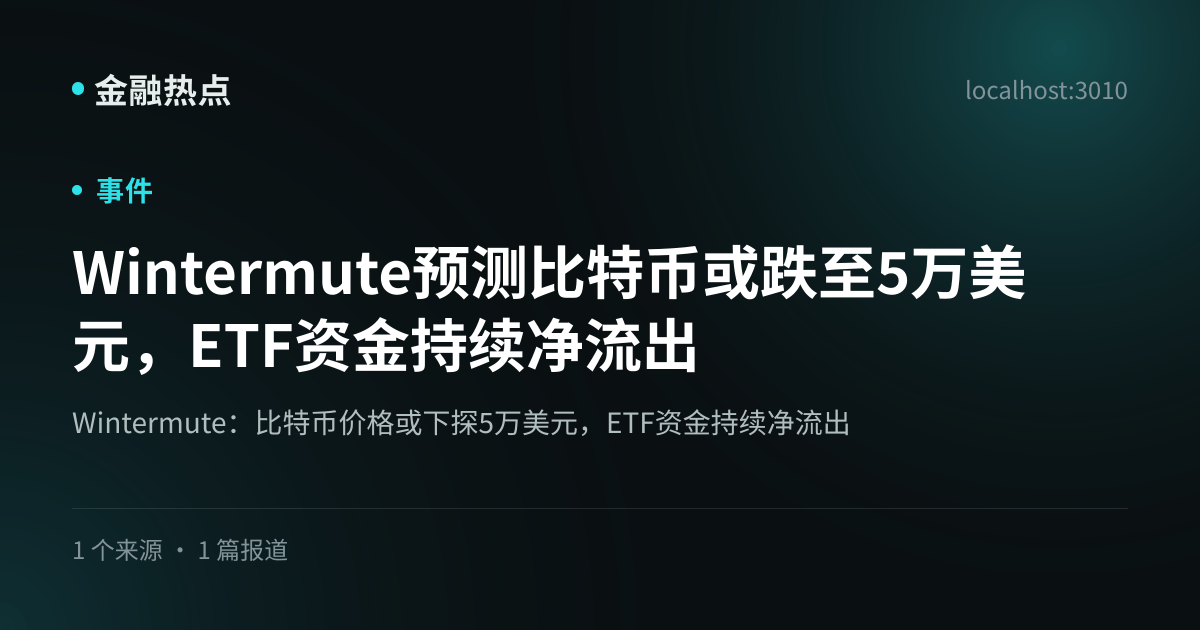 金融热点
localhost:3010
事件
Wintermute预测比特币或跌至5万美
元，ETF资金持续净流出
Wintermute：比特币价格或下探5万美元，ETF资金持续净流出
1 个来源 · 1 篇报道